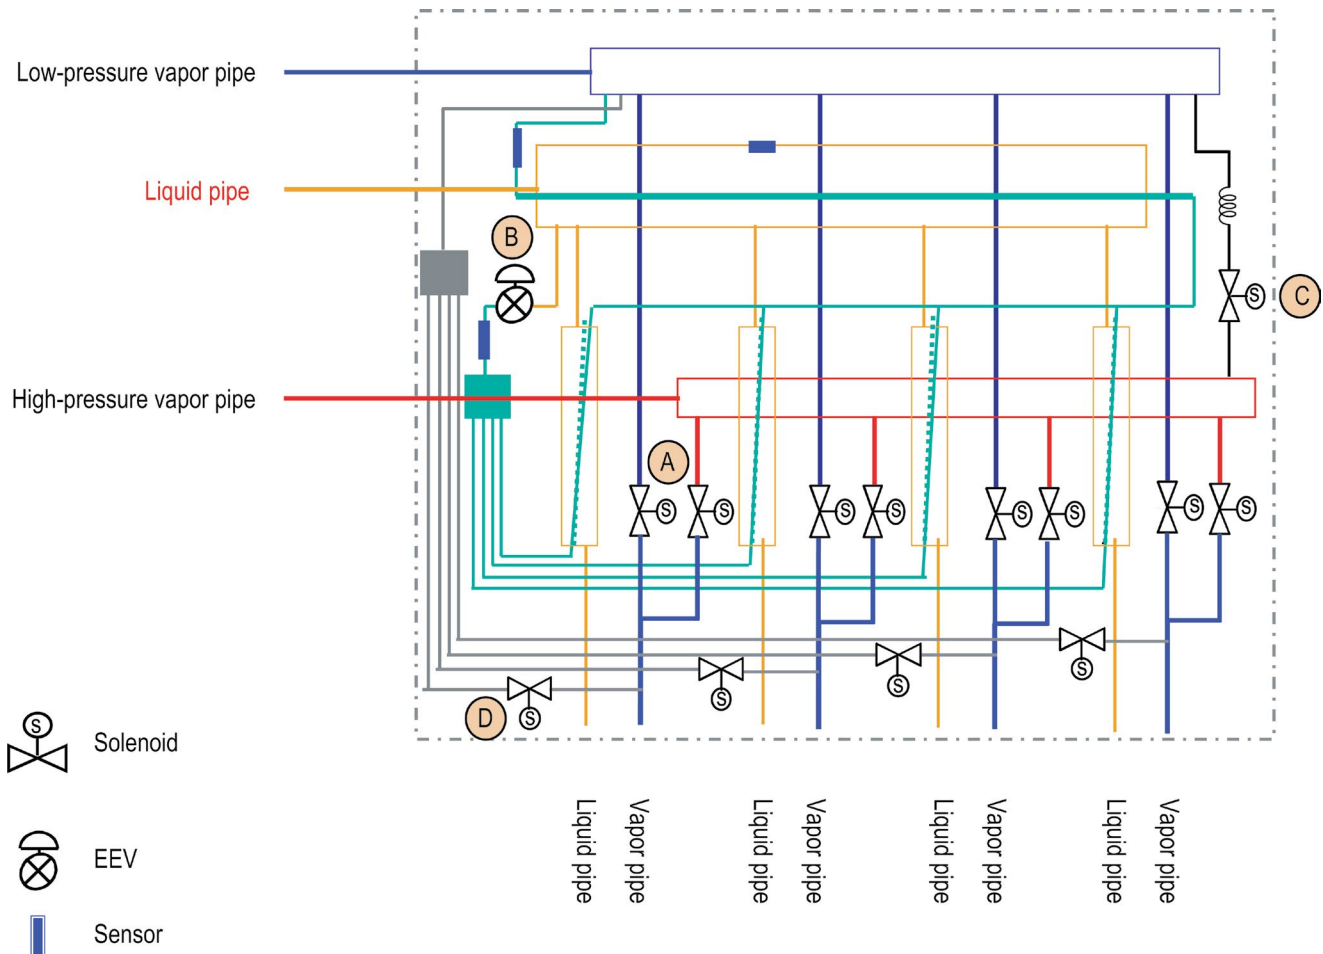 Low-pressure vapor pipe
Liquid pipe
B
S
C
High-pressure vapor pipe
A
S
S
S
S
S
S
S
S
S
S
S
D
S
S
Solenoid
EEV
Sensor
Liquid pipe
Vapor pipe
Liquid pipe
Vapor pipe
Liquid pipe
Vapor pipe
Liquid pipe
Vapor pipe